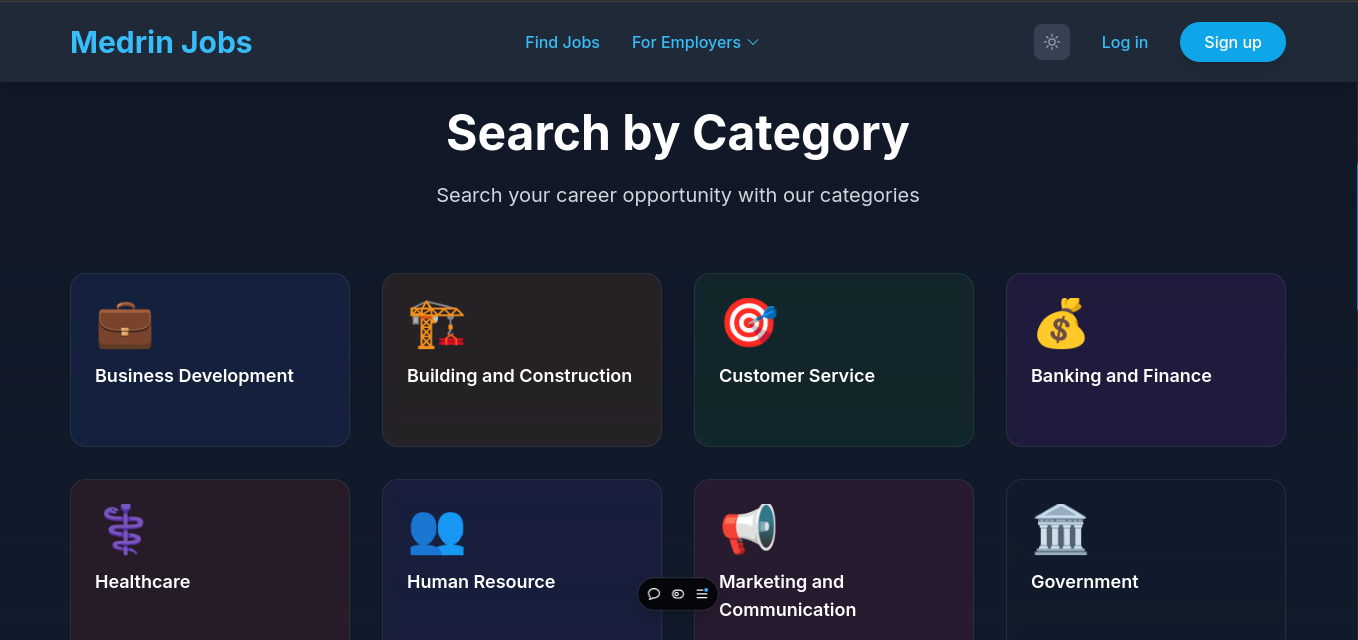 Medrin Jobs
Find Jobs
For Employers
Log in
Sign up
Search by Category
Search your career opportunity with our categories
Business Development
Building and Construction
Customer Service
Banking and Finance
Healthcare
Human Resource
Marketing and
Communication
Government